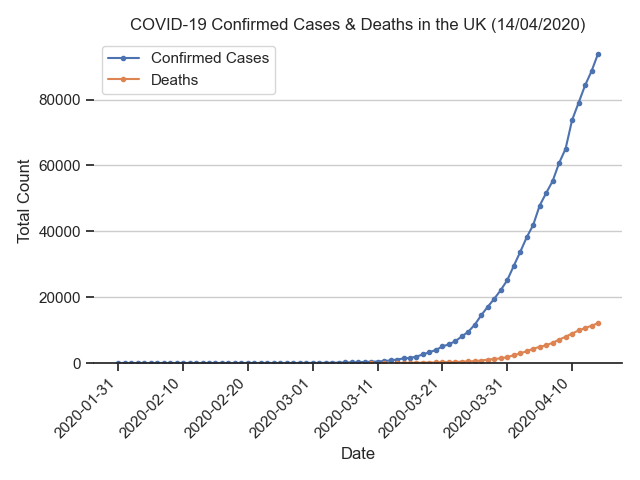 COVID-19 Confirmed Cases & Deaths in the UK (14/04/2020)
Confirmed Cases
Deaths
80000
60000
40000
20000
0
Total Count
2020-01-31
2020-02-10
2020-02-20
2020-03-01
2020-03-11
2020-03-21
2020-03-31
2020-04-10
Date